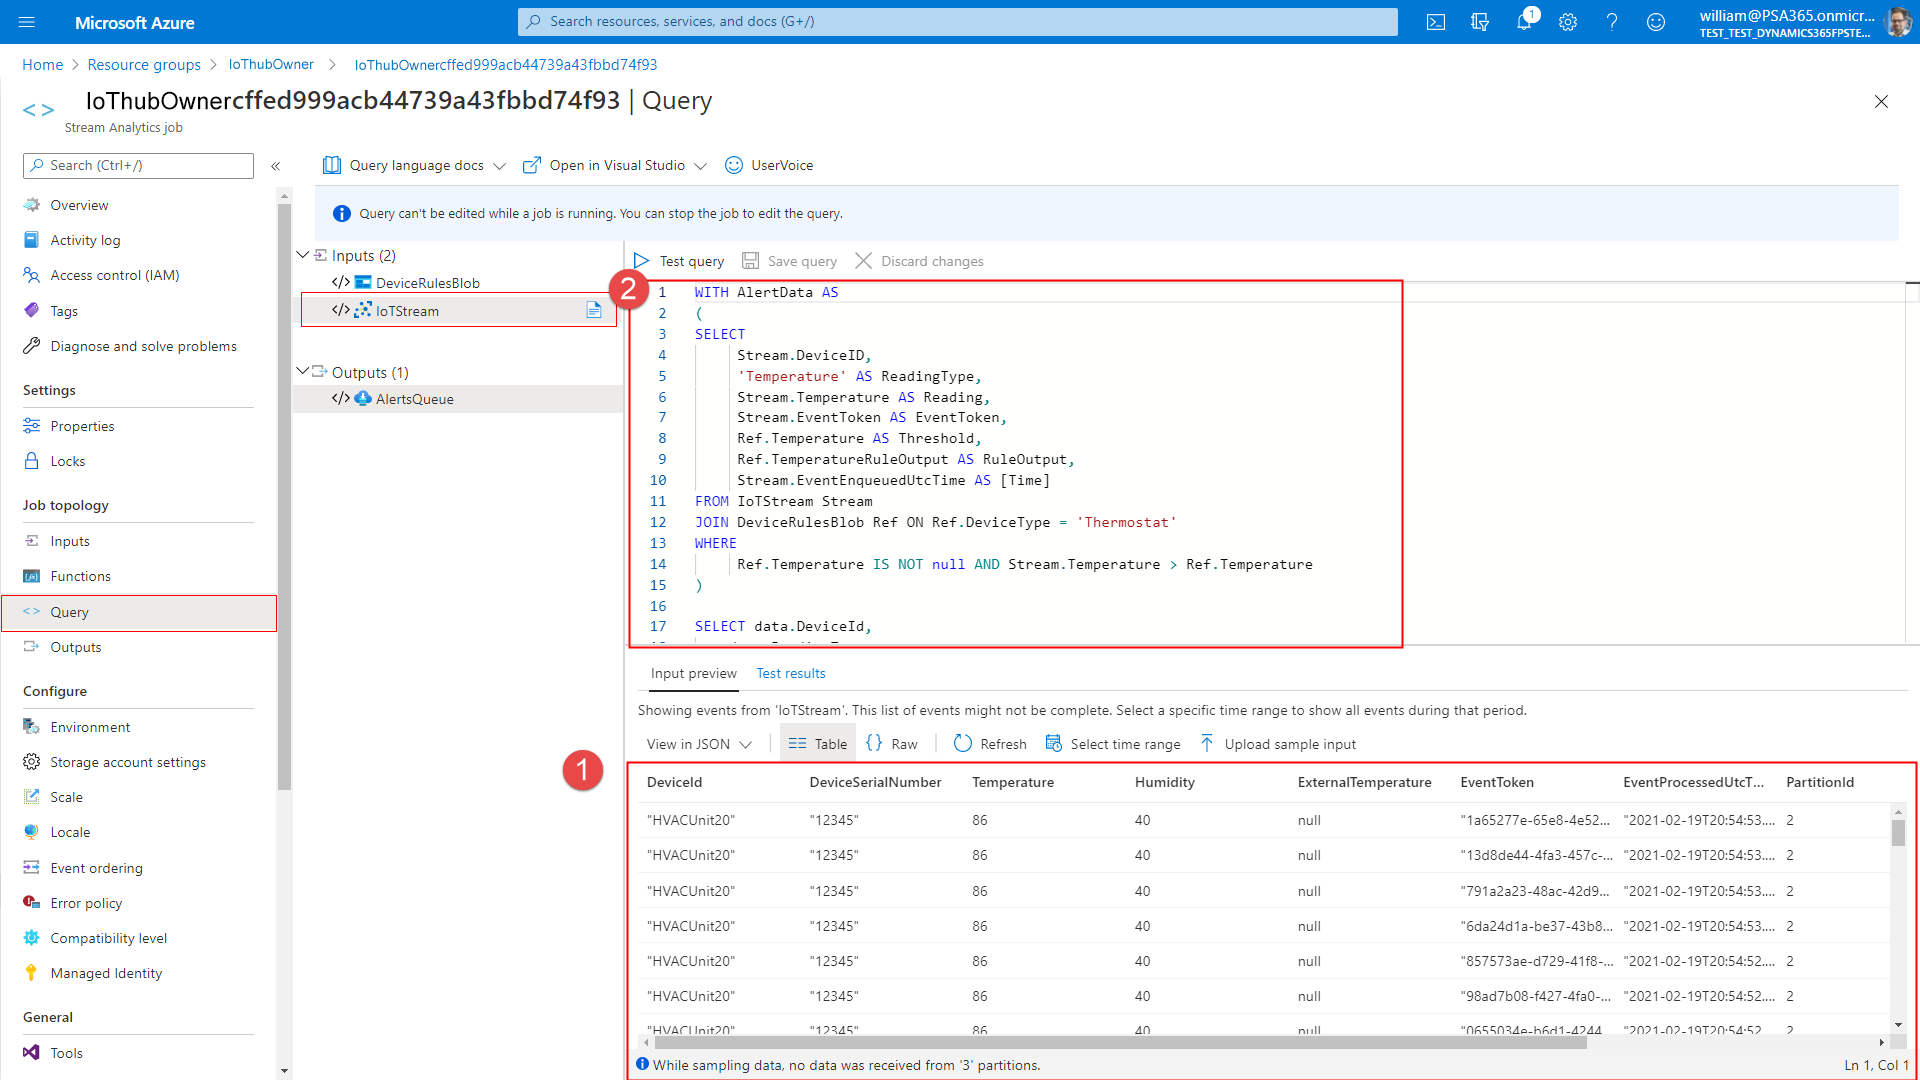 Microsoft Azure
Search resources, services, and docs (G+/)
1
william@PSA365.onmicr...
TEST_TEST_DYNAMICS365FPSTE...
Home > Resource groups > IoThubOwner > IoThubOwnercffed999acb44739a43fbbd74f93
IoThubOwnercffed999acb44739a43fbbd74f93 | Query
Stream Analytics job
Search (Ctrl+/)
«
Overview
Activity log
Access control (IAM)
Tags
Diagnose and solve problems
Settings
Properties
Locks
Job topology
Inputs
Functions
Query
Outputs
Configure
Environment
Storage account settings
Scale
Locale
Event ordering
Error policy
Compatibility level
Managed Identity
General
Tools
Query language docs
Open in Visual Studio
UserVoice
Query can't be edited while a job is running. You can stop the job to edit the query.
Inputs (2)
</> DeviceRulesBlob
</> IoTStream
Outputs (1)
</> AlertsQueue
Test query
Save query
Discard changes
2
1 WITH AlertData AS
2 (
3 SELECT
4 Stream.DeviceID,
5 'Temperature' AS ReadingType,
6 Stream.Temperature AS Reading,
7 Stream.EventToken AS EventToken,
8 Ref.Temperature AS Threshold,
9 Ref.TemperatureRuleOutput AS RuleOutput,
10 Stream.EventEnqueuedUtcTime AS [Time]
11 FROM IoTStream Stream
12 JOIN DeviceRulesBlob Ref ON Ref.DeviceType = 'Thermostat'
13 WHERE
14 Ref.Temperature IS NOT null AND Stream.Temperature > Ref.Temperature
15 )
16
17 SELECT data.DeviceId,
Input preview
Test results
Showing events from 'IoTStream'. This list of events might not be complete. Select a specific time range to show all events during that period.
View in JSON
Table
{} Raw
Refresh
Select time range
Upload sample input
1
DeviceId DeviceSerialNumber Temperature Humidity ExternalTemperature EventToken EventProcessedUtcT... PartitionId
"HVACUnit20" "12345" 86 40 null "1a65277e-65e8-4e52... "2021-02-19T20:54:53.... 2
"HVACUnit20" "12345" 86 40 null "13d8de44-4fa3-457c-... "2021-02-19T20:54:53.... 2
"HVACUnit20" "12345" 86 40 null "791a2a23-48ac-42d9... "2021-02-19T20:54:53.... 2
"HVACUnit20" "12345" 86 40 null "6da24d1a-be37-43b8... "2021-02-19T20:54:53.... 2
"HVACUnit20" "12345" 86 40 null "857573ae-d729-41f8-... "2021-02-19T20:54:52.... 2
"HVACUnit20" "12345" 86 40 null "98ad7b08-f427-4fa0-... "2021-02-19T20:54:52.... 2
"HVACUnit20" "12345" 86 40 null "0655034e-b6d1-4244 "2021-02-19T20:54:52 2
While sampling data, no data was received from '3' partitions.
Ln 1, Col 1